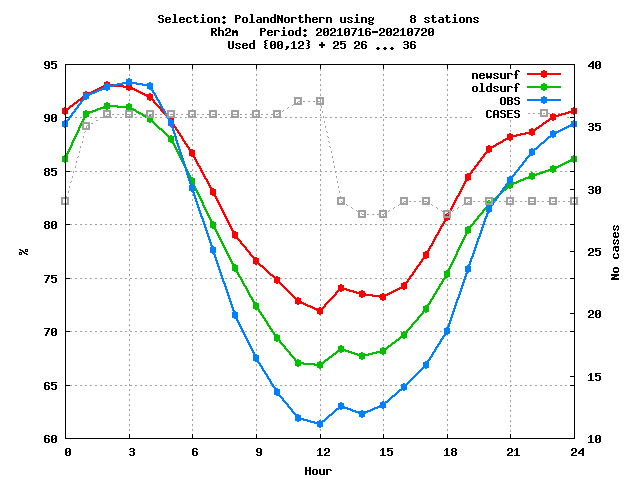 Selection: PolandNorthern using     8 stations
Rh2m   Period: 20210716-20210720
Used {00,12} + 25 26 ... 36
95
90
85
80
75
70
65
60
%
40
35
30
25
20
15
10
No cases
newsurf
oldsurf
OBS
CASES
0 3 6 9 12 15 18 21 24
Hour